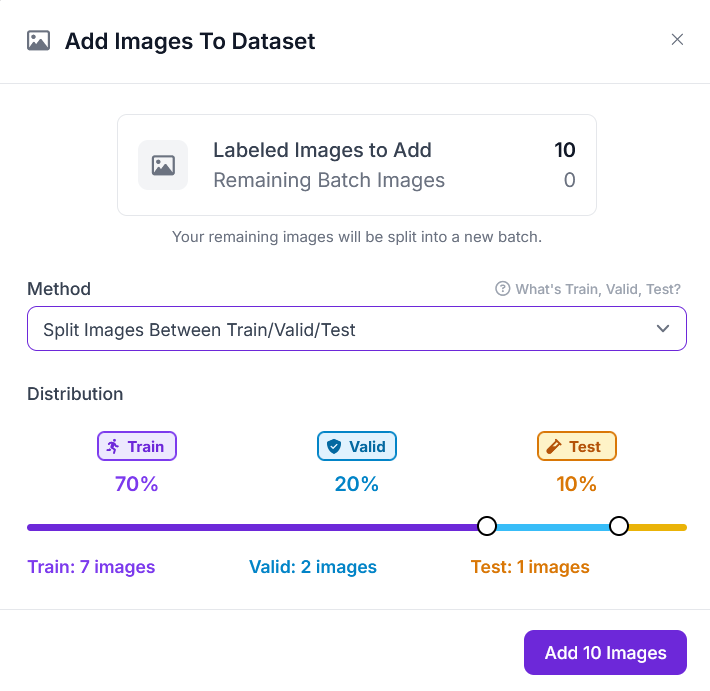 Add Images To Dataset
Labeled Images to Add 10
Remaining Batch Images 0
Your remaining images will be split into a new batch.
Method What's Train, Valid, Test?
Split Images Between Train/Valid/Test
Distribution
Train Valid Test
70% 20% 10%
Train: 7 images Valid: 2 images Test: 1 images
Add 10 Images